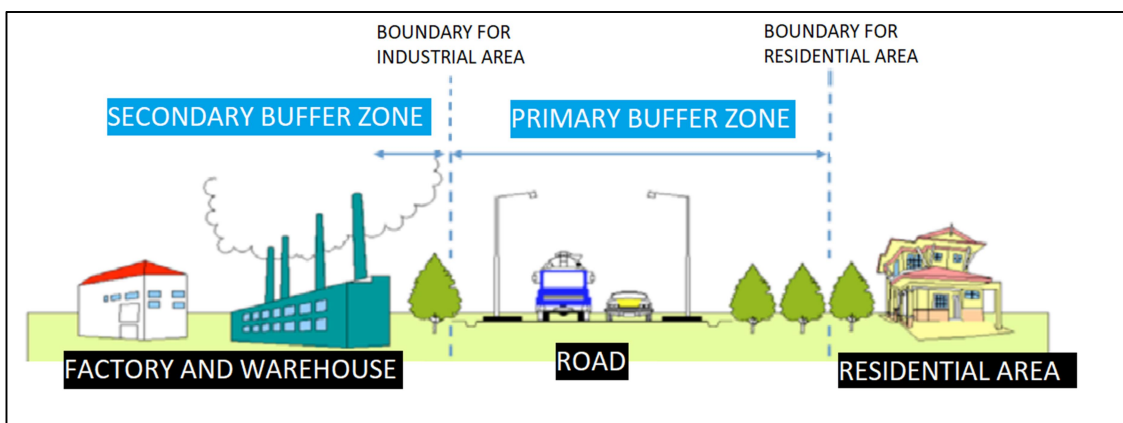 BOUNDARY FOR
INDUSTRIAL AREA
BOUNDARY FOR
RESIDENTIAL AREA
SECONDARY BUFFER ZONE
PRIMARY BUFFER ZONE
FACTORY AND WAREHOUSE
ROAD
RESIDENTIAL AREA